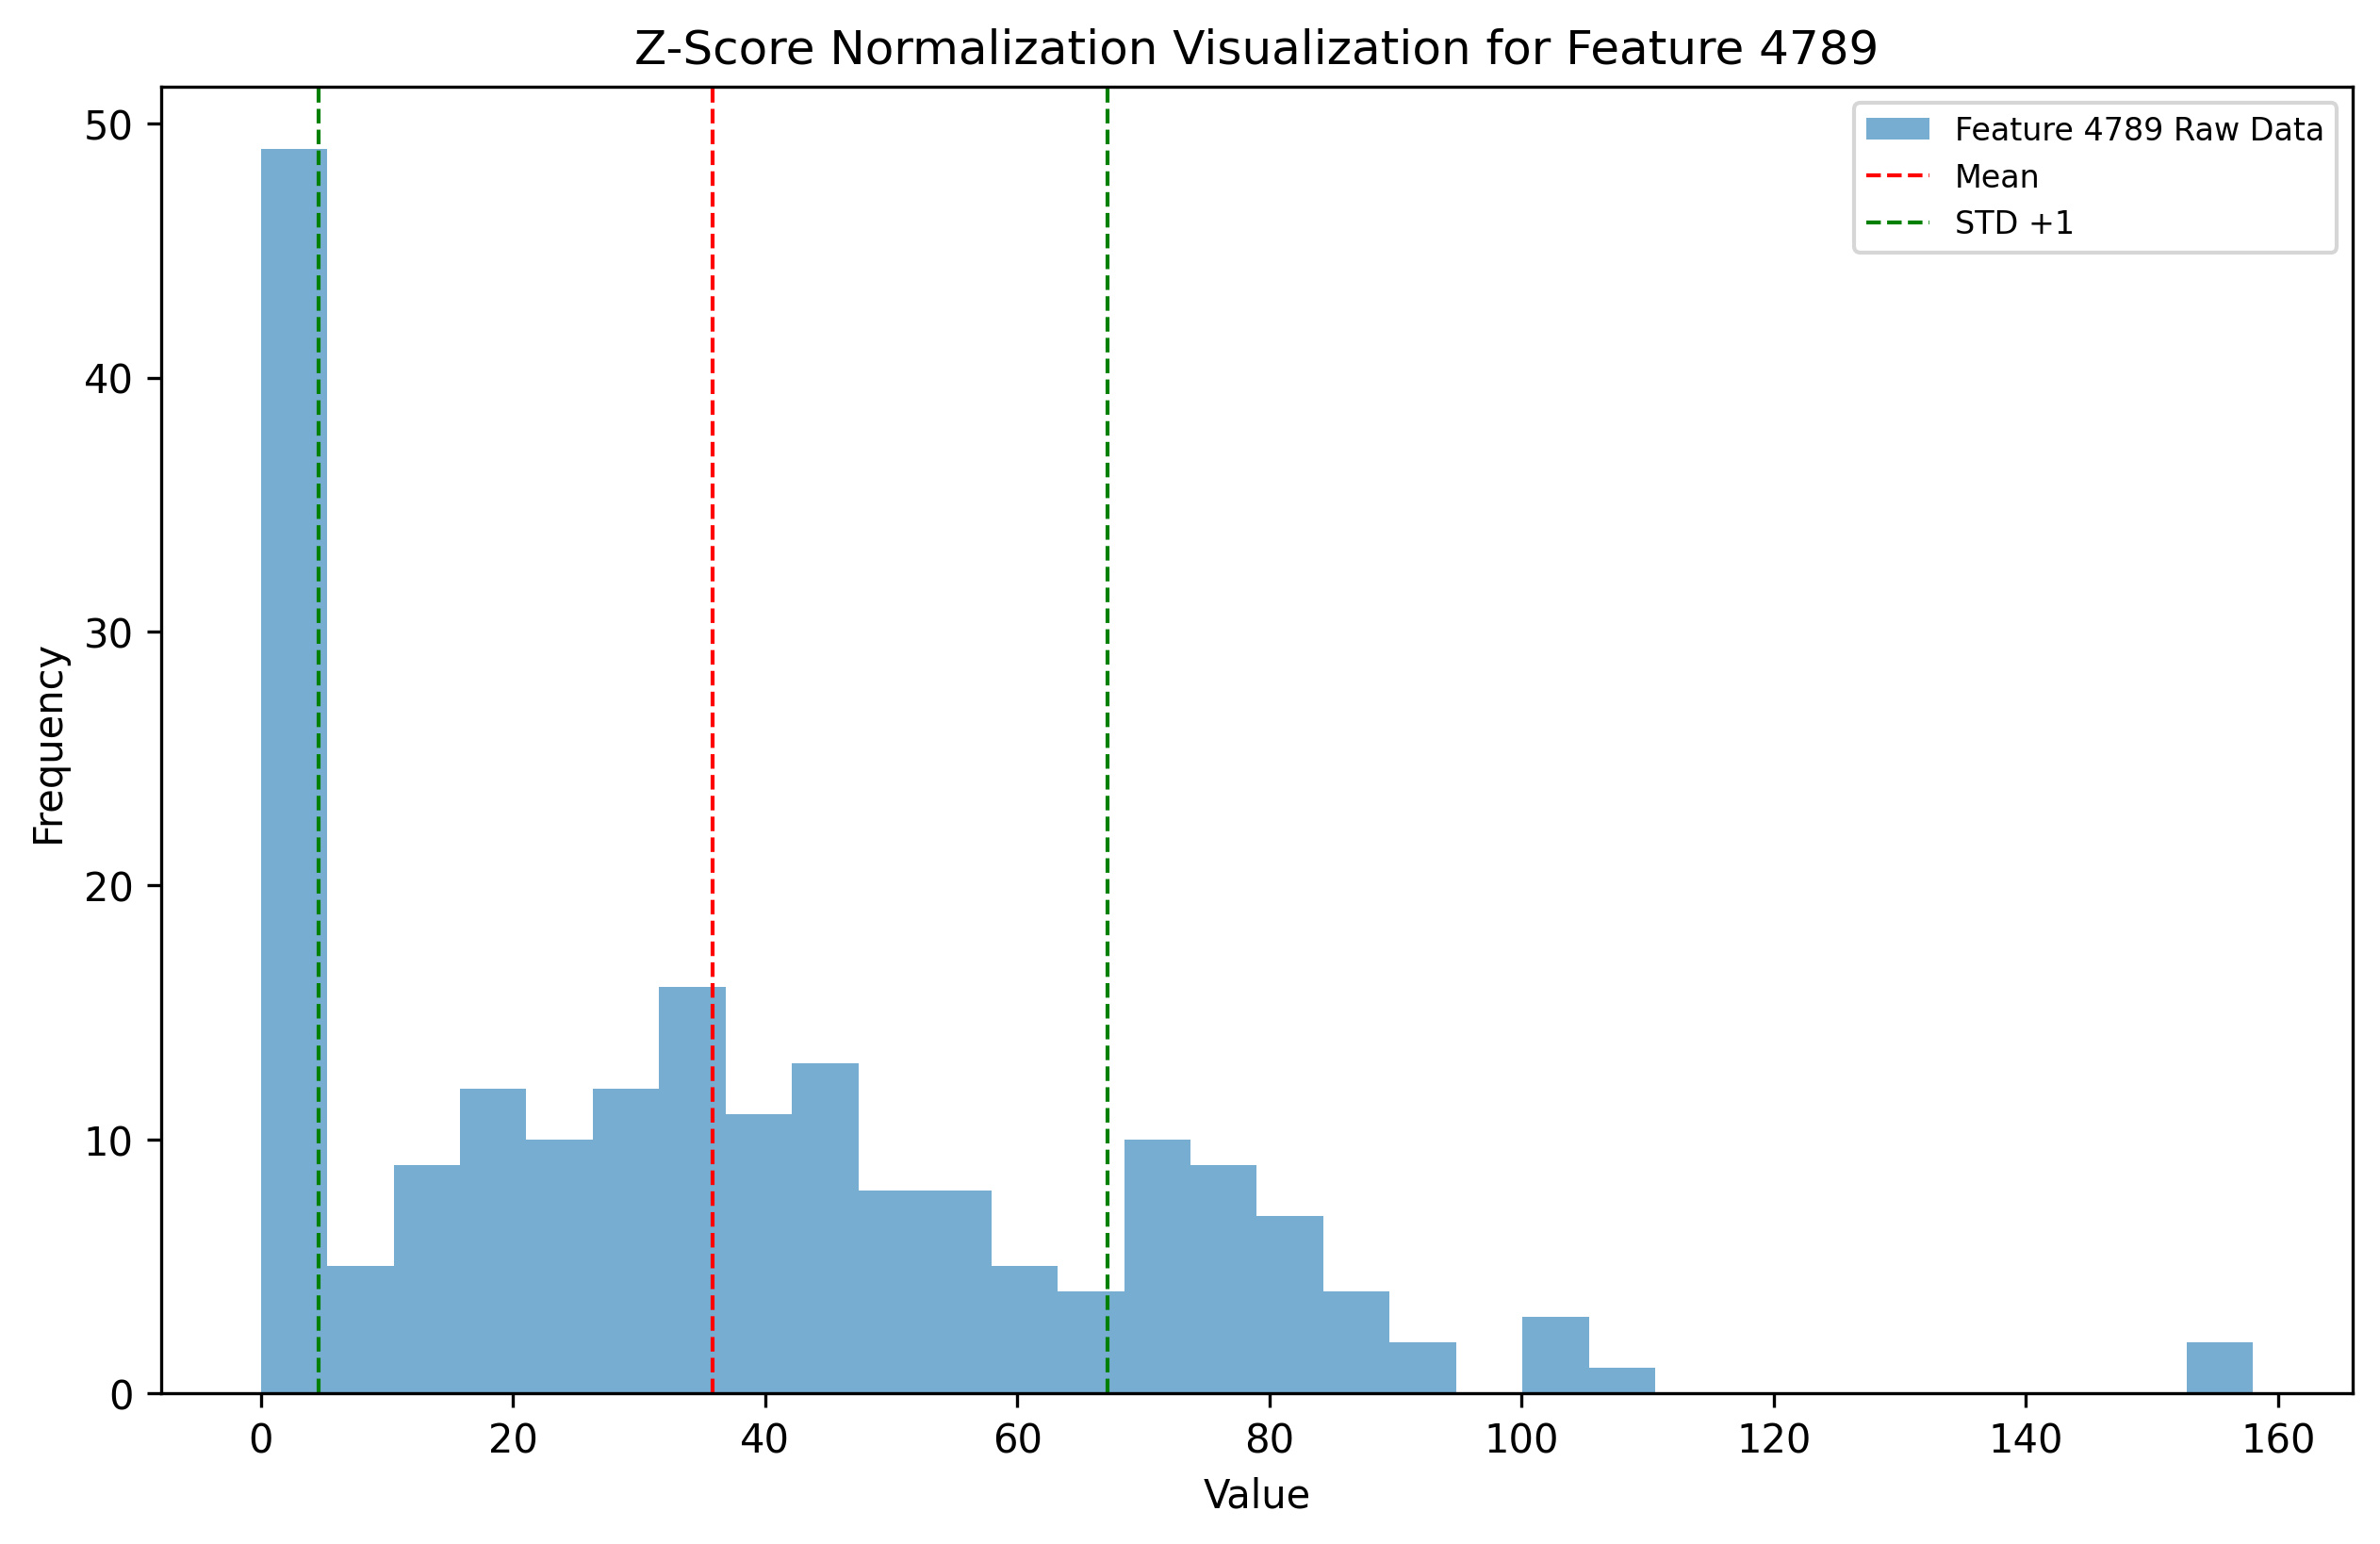 Z-Score Normalization Visualization for Feature 4789
Feature 4789 Raw Data
Mean
STD +1
50
40
30
20
10
0
Frequency
0 20 40 60 80 100 120 140 160
Value